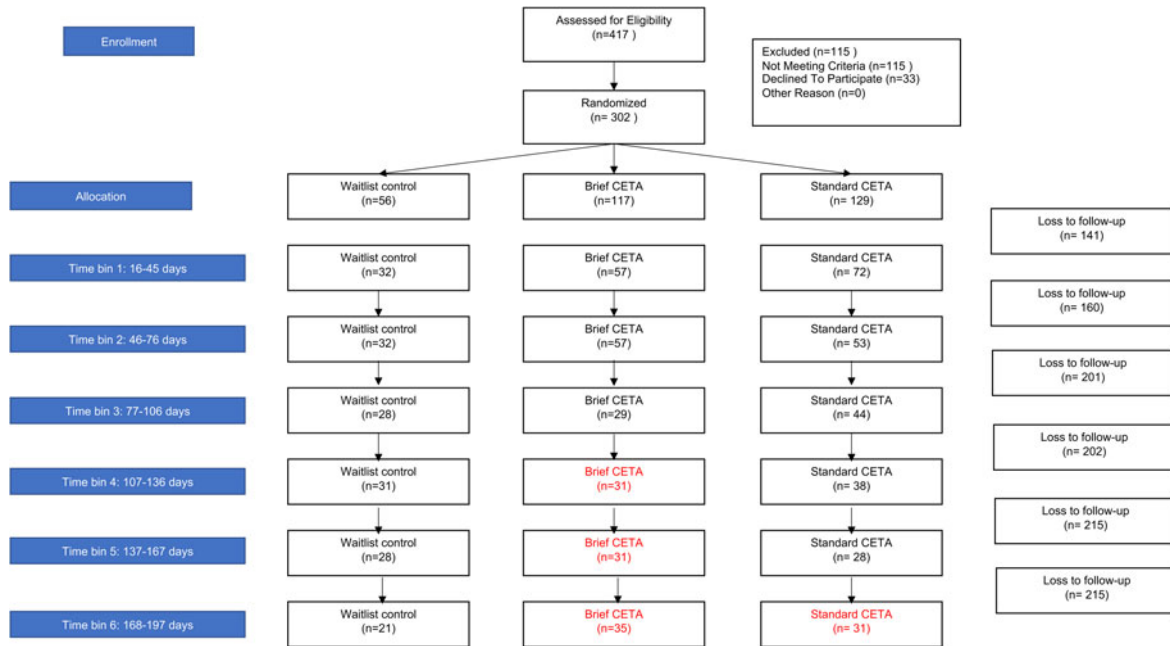 Enrollment
Assessed for Eligibility
(n=417 )
Excluded (n=115 )
Not Meeting Criteria (n=115 )
Declined To Participate (n=33)
Other Reason (n=0)
Randomized
(n= 302 )
Allocation
Waitlist control
(n=56)
Brief CETA
(n=117)
Standard CETA
(n= 129)
Loss to follow-up
(n= 141)
Time bin 1: 16-45 days
Waitlist control
(n=32)
Brief CETA
(n=57)
Standard CETA
(n= 72)
Loss to follow-up
(n= 160)
Time bin 2: 46-76 days
Waitlist control
(n=32)
Brief CETA
(n=57)
Standard CETA
(n=53)
Loss to follow-up
(n= 201)
Time bin 3: 77-106 days
Waitlist control
(n=28)
Brief CETA
(n=29)
Standard CETA
(n= 44)
Loss to follow-up
(n= 202)
Time bin 4: 107-136 days
Waitlist control
(n=31)
Brief CETA
(n=31)
Standard CETA
(n=38)
Loss to follow-up
(n= 215)
Time bin 5: 137-167 days
Waitlist control
(n=28)
Brief CETA
(n=31)
Standard CETA
(n= 28)
Loss to follow-up
(n= 215)
Time bin 6: 168-197 days
Waitlist control
(n=21)
Brief CETA
(n=35)
Standard CETA
(n= 31)